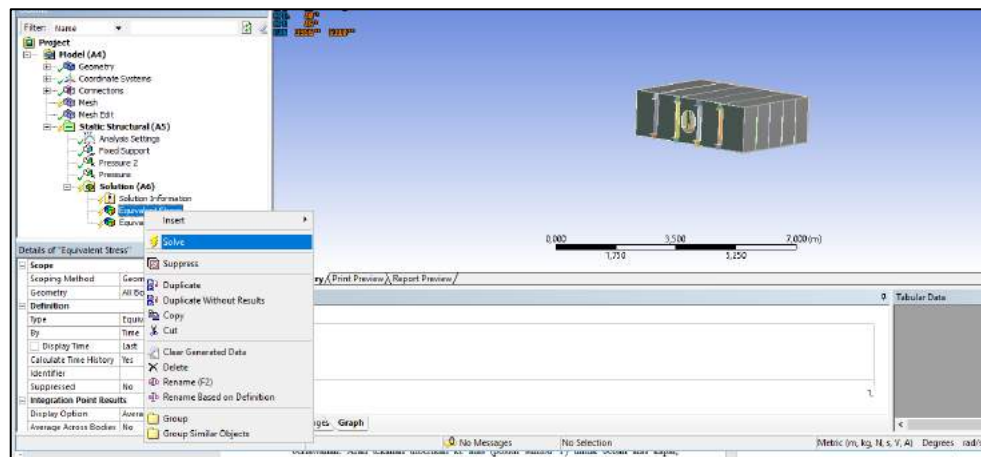 Filter: Name
Project
Model (A4)
Geometry
Coordinate Systems
Connections
Mesh
Mesh Edit
Static Structural (A5)
Analysis Settings
Fixed Support
Pressure 2
Pressure
Solution (A6)
Solution Information
Equivalent Stress
Insert
Solve
Suppress
Duplicate
Duplicate Without Results
Copy
Cut
Clear Generated Data
Delete
Rename (F2)
Rename Based on Definition
Group
Group Similar Objects
Details of "Equivalent Stress"
Scope
Scoping Method Geom
Geometry All Bo
Definition
Type Equiv
By Time
Display Time Last
Calculate Time History Yes
Identifier
Suppressed No
Integration Point Results
Display Option Avera
Average Across Bodies No
0,000 3,500 7,000 (m)
1,750 5,250
Print Preview Report Preview
Tabular Data
Graph
No Messages No Selection Metric (m, kg, N, s, V, A) Degrees rad/s